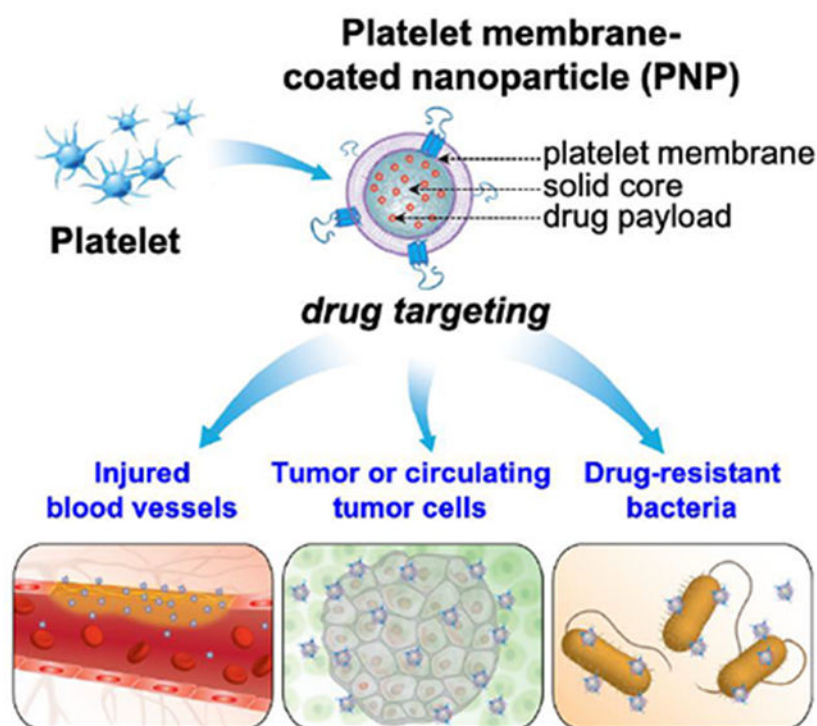 Platelet membrane-
coated nanoparticle (PNP)
platelet membrane
solid core
drug payload
Platelet
drug targeting
Injured
blood vessels
Tumor or circulating
tumor cells
Drug-resistant
bacteria